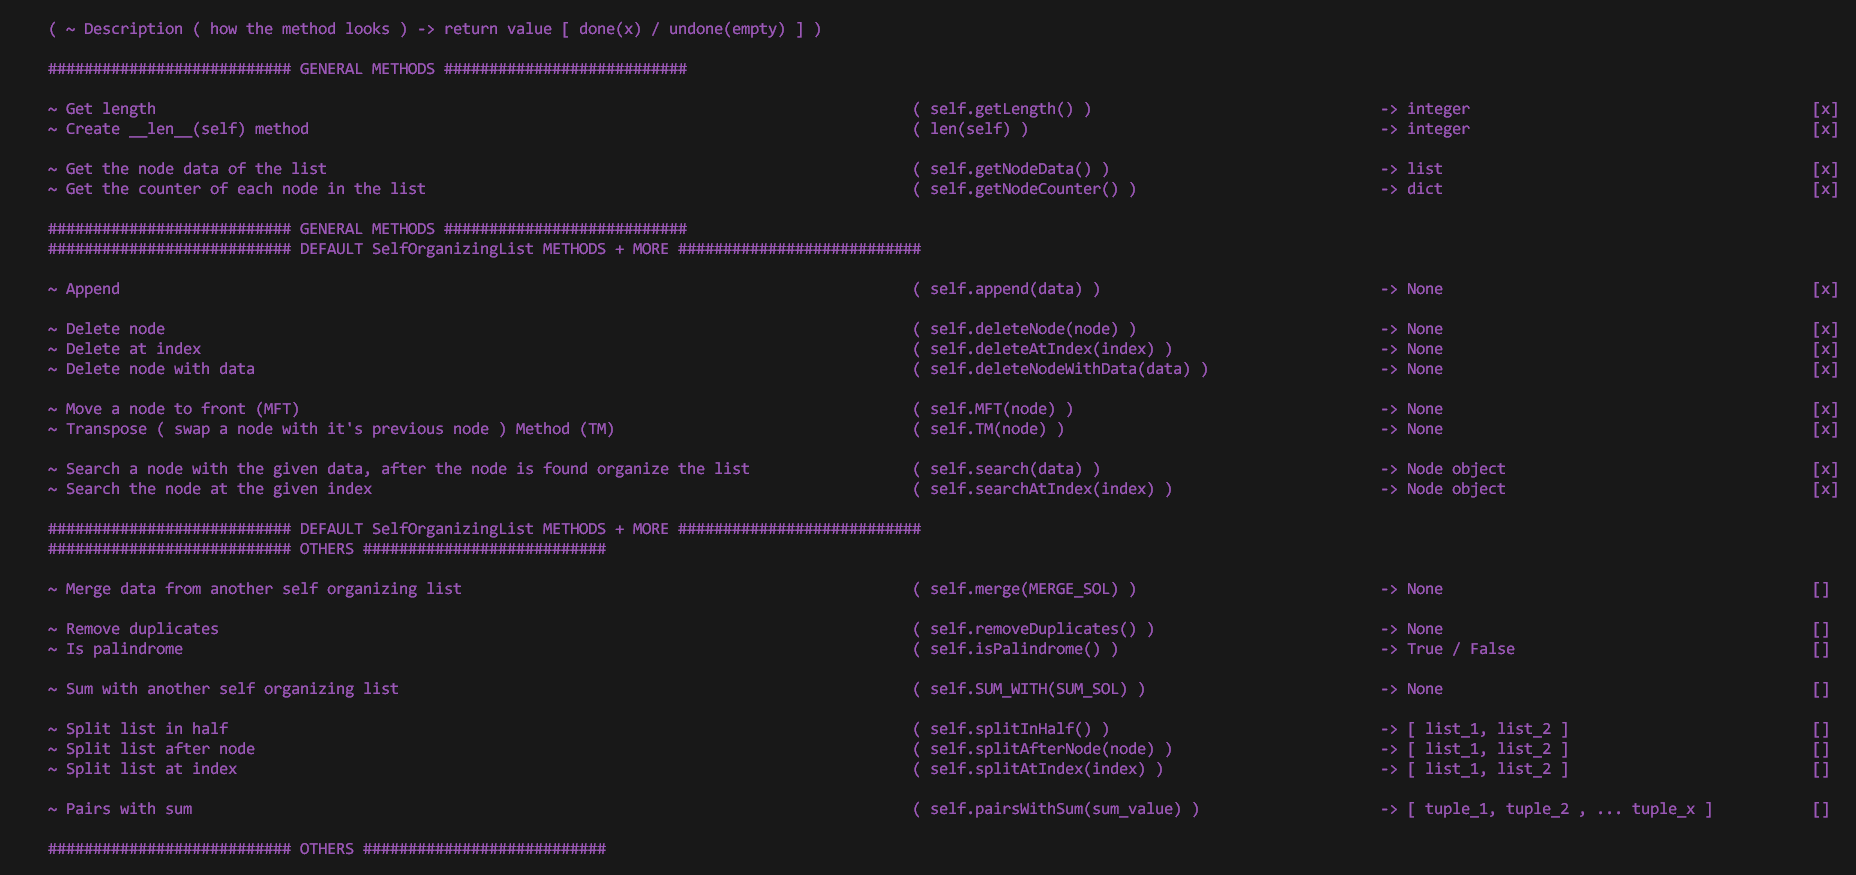 ( ~ Description ( how the method looks ) -> return value [ done(x) / undone(empty) ] )
########################### GENERAL METHODS ###########################
~ Get length ( self.getLength() ) -> integer [x]
~ Create __len__(self) method ( len(self) ) -> integer [x]
~ Get the node data of the list ( self.getNodeData() ) -> list [x]
~ Get the counter of each node in the list ( self.getNodeCounter() ) -> dict [x]
########################### GENERAL METHODS ###########################
########################### DEFAULT SelfOrganizingList METHODS + MORE ###########################
~ Append ( self.append(data) ) -> None [x]
~ Delete node ( self.deleteNode(node) ) -> None [x]
~ Delete at index ( self.deleteAtIndex(index) ) -> None [x]
~ Delete node with data ( self.deleteNodeWithData(data) ) -> None [x]
~ Move a node to front (MFT) ( self.MFT(node) ) -> None [x]
~ Transpose ( swap a node with it's previous node ) Method (TM) ( self.TM(node) ) -> None [x]
~ Search a node with the given data, after the node is found organize the list ( self.search(data) ) -> Node object [x]
~ Search the node at the given index ( self.searchAtIndex(index) ) -> Node object [x]
########################### DEFAULT SelfOrganizingList METHODS + MORE ###########################
########################### OTHERS ###########################
~ Merge data from another self organizing list ( self.merge(MERGE_SOL) ) -> None []
~ Remove duplicates ( self.removeDuplicates() ) -> None []
~ Is palindrome ( self.isPalindrome() ) -> True / False []
~ Sum with another self organizing list ( self.SUM_WITH(SUM_SOL) ) -> None []
~ Split list in half ( self.splitInHalf() ) -> [ list_1, list_2 ] []
~ Split list after node ( self.splitAfterNode(node) ) -> [ list_1, list_2 ] []
~ Split list at index ( self.splitAtIndex(index) ) -> [ list_1, list_2 ] []
~ Pairs with sum ( self.pairsWithSum(sum_value) ) -> [ tuple_1, tuple_2 , ... tuple_x ] []
########################### OTHERS ###########################